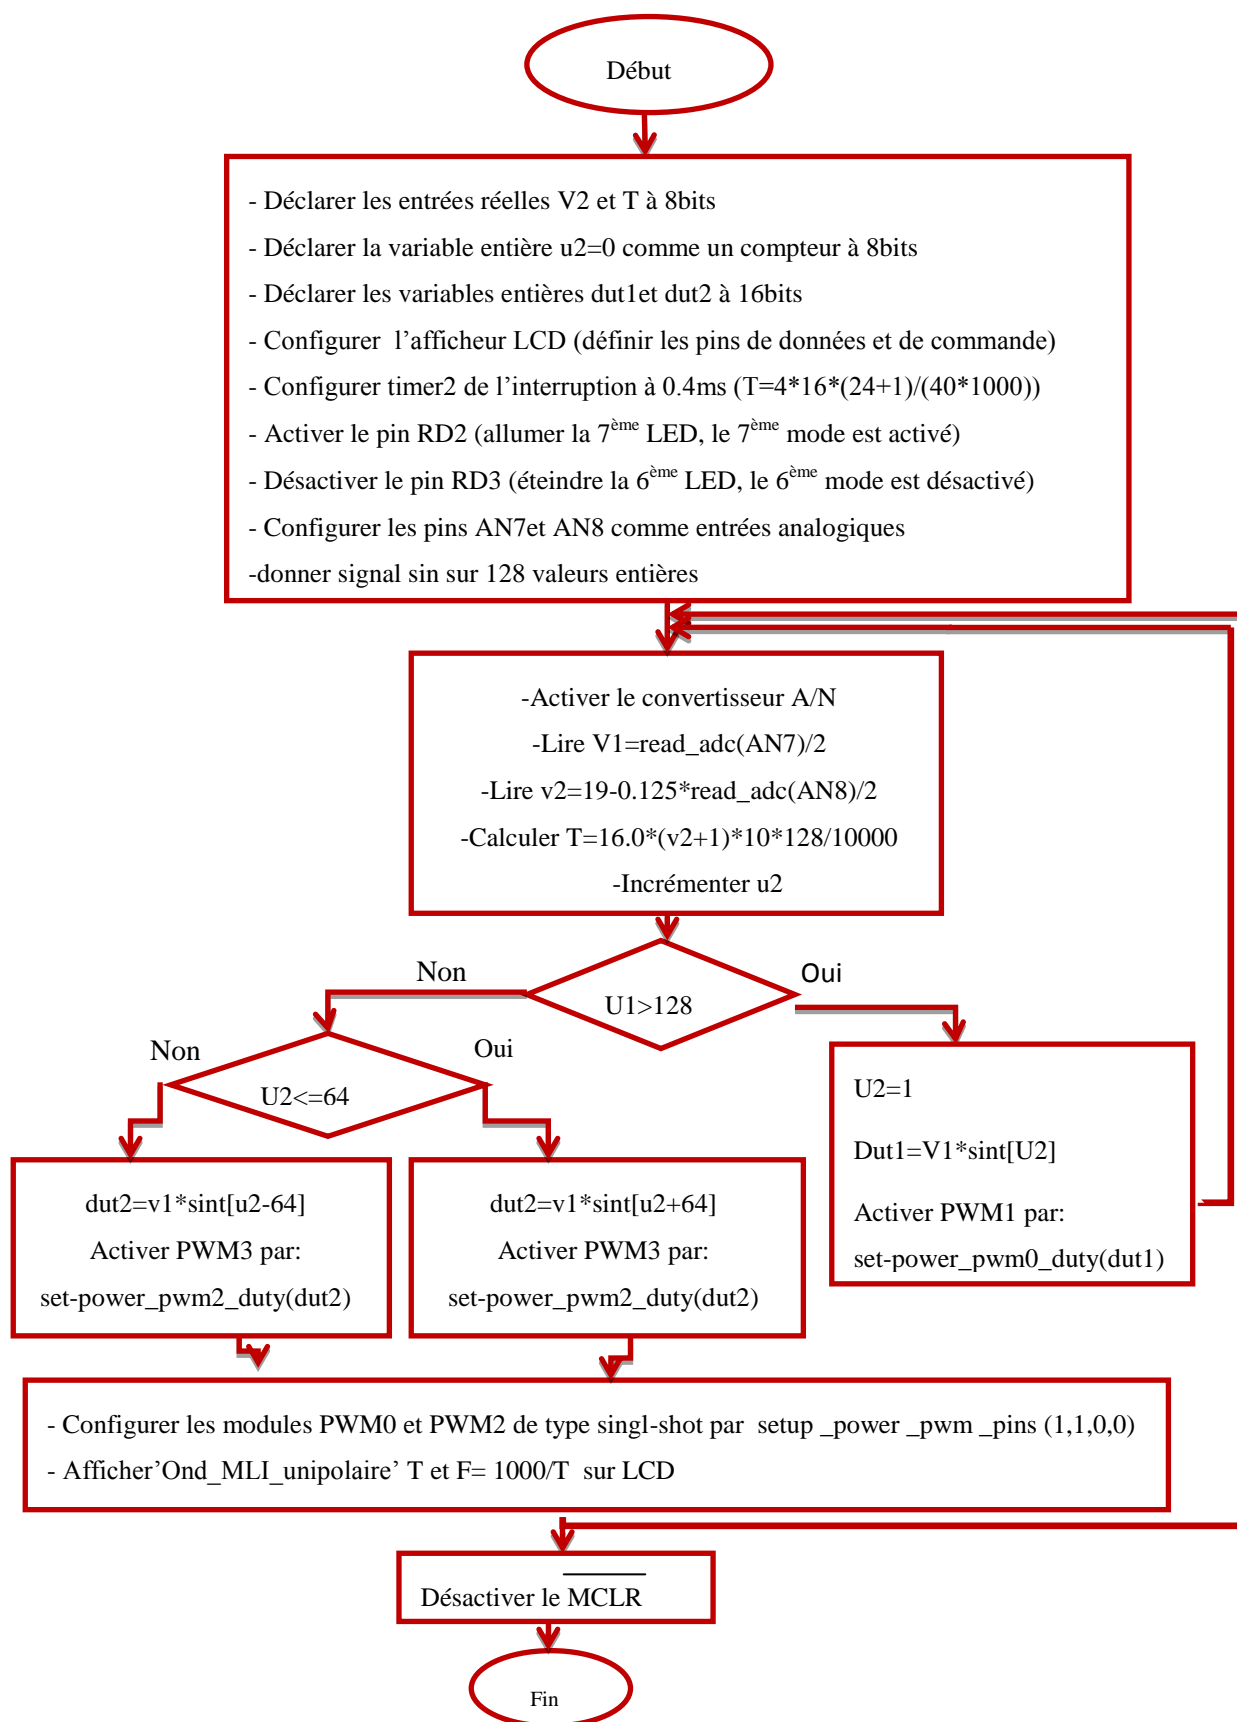 Début
- Déclarer les entrées réelles V2 et T à 8bits
- Déclarer la variable entière u2=0 comme un compteur à 8bits
- Déclarer les variables entières dut1et dut2 à 16bits
- Configurer l’afficheur LCD (définir les pins de données et de commande)
- Configurer timer2 de l’interruption à 0.4ms (T=4*16*(24+1)/(40*1000))
- Activer le pin RD2 (allumer la 7ème LED, le 7ème mode est activé)
- Désactiver le pin RD3 (éteindre la 6ème LED, le 6ème mode est désactivé)
- Configurer les pins AN7et AN8 comme entrées analogiques
-donner signal sin sur 128 valeurs entières
-Activer le convertisseur A/N
-Lire V1=read_adc(AN7)/2
-Lire v2=19-0.125*read_adc(AN8)/2
-Calculer T=16.0*(v2+1)*10*128/10000
-Incrémenter u2
Non
Oui
U1>128
Non
Oui
U2<=64
U2=1
Dut1=V1*sint[U2]
Activer PWM1 par:
set-power_pwm0_duty(dut1)
dut2=v1*sint[u2-64]
Activer PWM3 par:
set-power_pwm2_duty(dut2)
dut2=v1*sint[u2+64]
Activer PWM3 par:
set-power_pwm2_duty(dut2)
- Configurer les modules PWM0 et PWM2 de type singl-shot par setup _power _pwm _pins (1,1,0,0)
- Afficher’Ond_MLI_unipolaire’ T et F= 1000/T sur LCD
Désactiver le MCLR
Fin